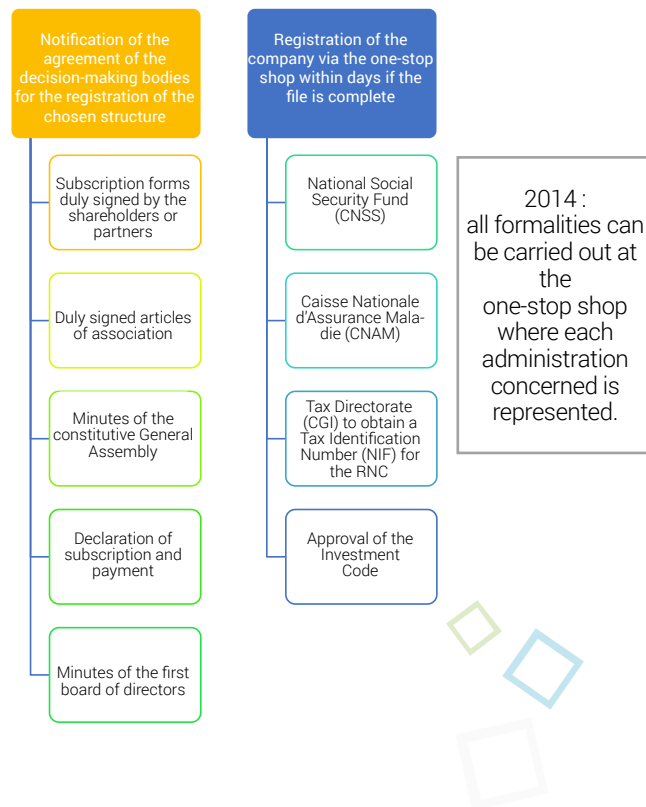 Notification of the
agreement of the
decision-making bodies
for the registration of the
chosen structure
Subscription forms
duly signed by the
shareholders or
partners
Duly signed articles
of association
Minutes of the
constitutive General
Assembly
Declaration of
subscription and
payment
Minutes of the first
board of directors
Registration of the
company via the one-stop
shop within days if the
file is complete
National Social
Security Fund
(CNSS)
Caisse Nationale
d'Assurance Mala-
die (CNAM)
Tax Directorate
(CGI) to obtain a
Tax Identification
Number (NIF) for
the RNC
Approval of the
Investment
Code
2014 :
all formalities can
be carried out at
the
one-stop shop
where each
administration
concerned is
represented.